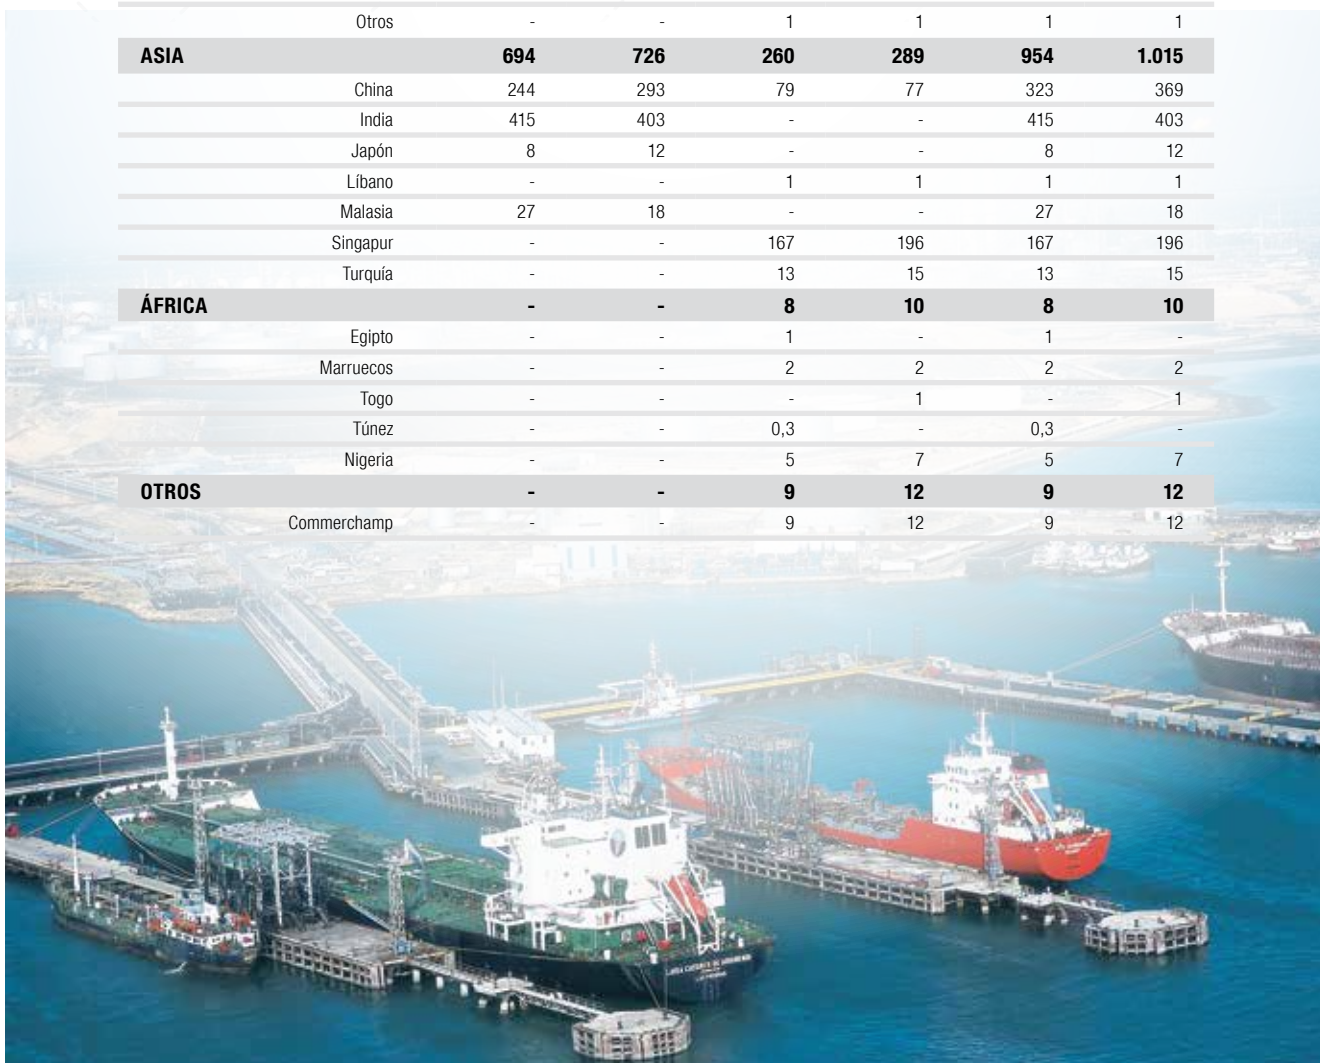 Otros - - 1 1 1 1
ASIA 694 726 260 289 954 1.015
China 244 293 79 77 323 369
India 415 403 - - 415 403
Japón 8 12 - - 8 12
Líbano - - 1 1 1 1
Malasia 27 18 - - 27 18
Singapur - - 167 196 167 196
Turquía - - 13 15 13 15
ÁFRICA - - 8 10 8 10
Egipto - - 1 - 1 -
Marruecos - - 2 2 2 2
Togo - - - 1 - 1
Túnez - - 0,3 - 0,3 -
Nigeria - - 5 7 5 7
OTROS - - 9 12 9 12
Commerchamp - - 9 12 9 12